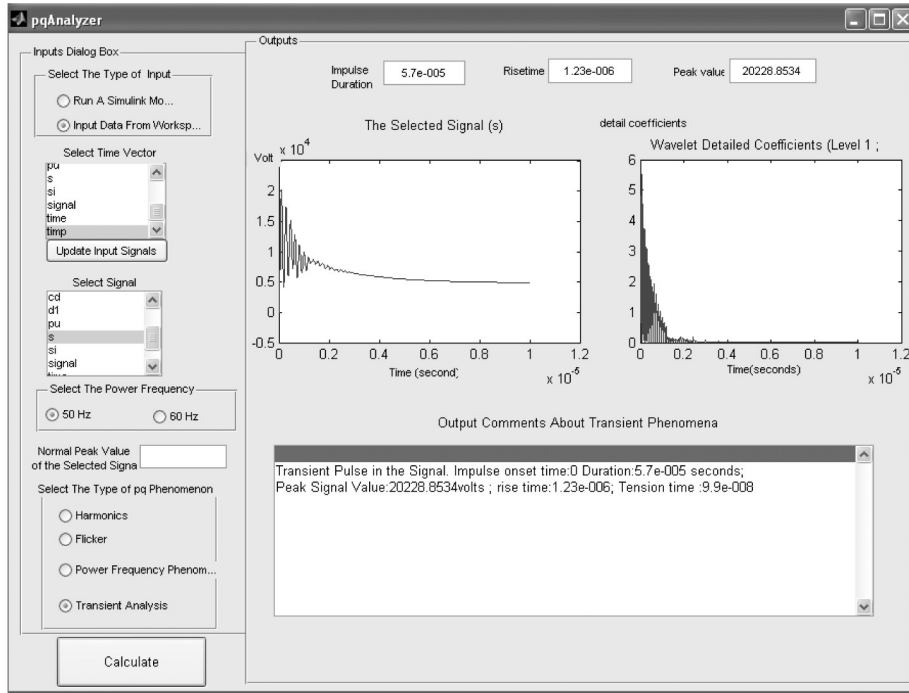 pqAnalyzer
Inputs Dialog Box
Select The Type of Input
Run A Simulink Mo...
Input Data From Worksp...
Select Time Vector
pu
s
si
signal
time
timp
Update Input Signals
Select Signal
cd
d1
pu
s
si
signal
Select The Power Frequency
50 Hz
60 Hz
Normal Peak Value
of the Selected Signa
Select The Type of pq Phenomenon
Harmonics
Flicker
Power Frequency Phenom...
Transient Analysis
Calculate
Outputs
Impulse
Duration
5.7e-005
Risetime
1.23e-006
Peak value
20228.8534
The Selected Signal (s)
Volt x 10^4
2
1.5
1
0.5
0
-0.5
0 0.2 0.4 0.6 0.8 1 1.2
Time (second)
x 10^-5
detail coefficients
Wavelet Detailed Coefficients (Level 1 ;
6
5
4
3
2
1
0
0 0.2 0.4 0.6 0.8 1 1.2
Time(seconds)
x 10^-5
Output Comments About Transient Phenomena
Transient Pulse in the Signal. Impulse onset time:0 Duration:5.7e-005 seconds;
Peak Signal Value:20228.8534volts ; rise time:1.23e-006; Tension time :9.9e-008